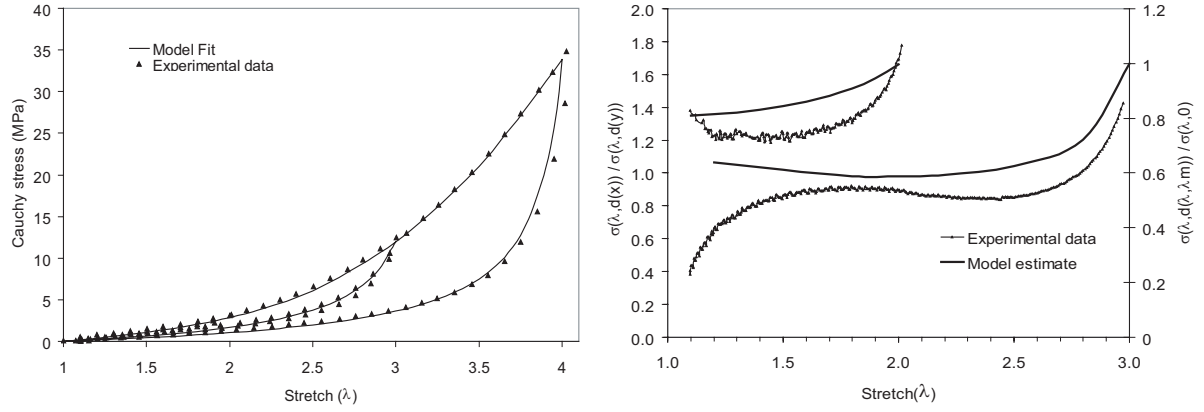 40
35
30
25
20
15
10
5
0
Cauchy stress (MPa)
Model Fit
Experimental data
1 1.5 2 2.5 3 3.5 4
Stretch (λ)
2.0
1.8
1.6
1.4
1.2
1.0
0.8
0.6
0.4
0.2
0.0
σ(λ,d(x)) / σ(λ,d(y))
Experimental data
Model estimate
1.0 1.5 2.0 2.5 3.0
Stretch(λ)
1.2
1
0.8
0.6
0.4
0.2
0
σ(λ,d(λ,λm)) / σ(λ,0)